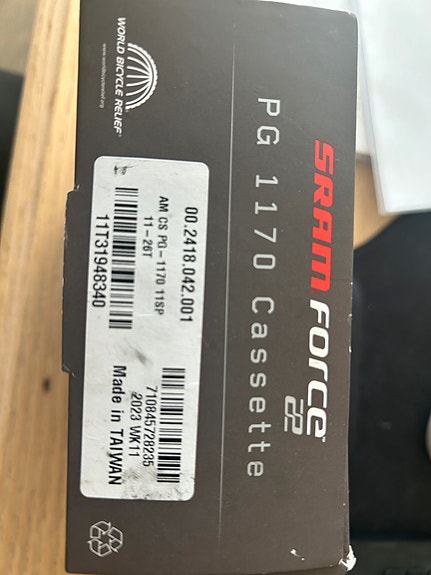 SRAM FORCE 22
PG 1170 Cassette
00.2418.042.001
AM CS PG-1170 11SP
11-26T
11T31948340
710845728235
2023 WK11
Made in TAIWAN
WORLD BICYCLE RELIEF
www.worldbicyclerelief.org